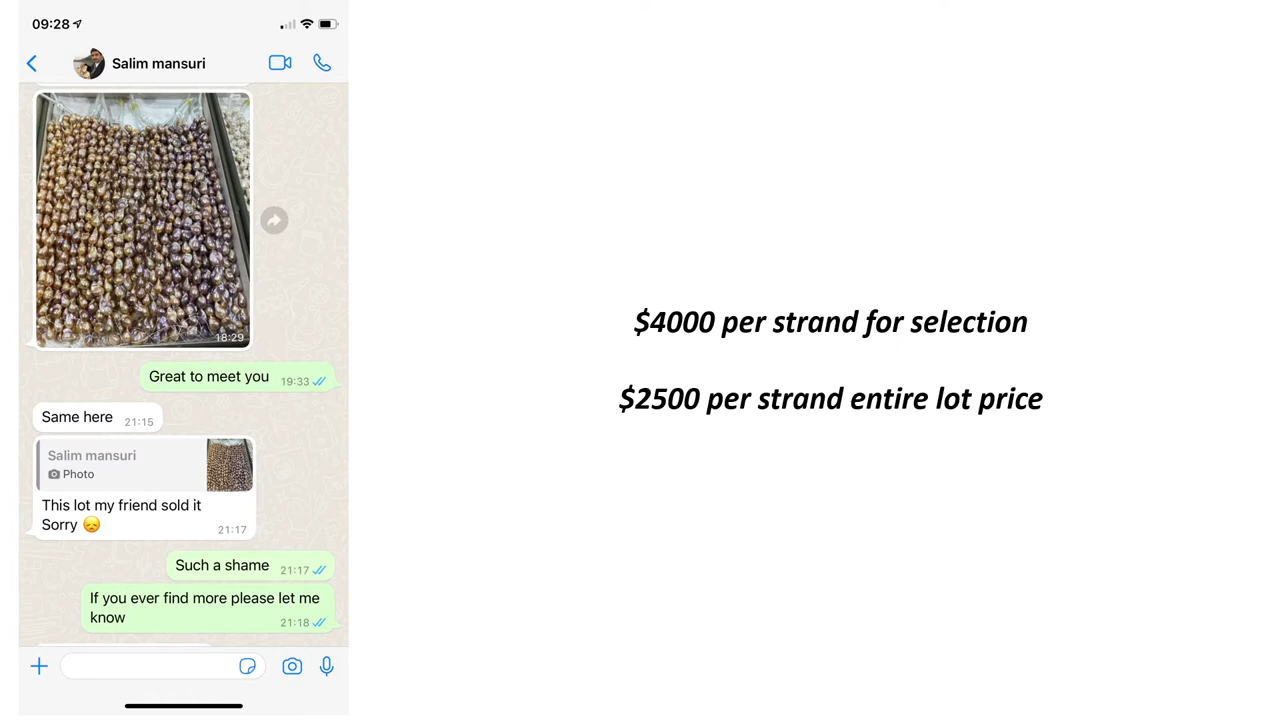 09:28
Salim mansuri
18:29
Great to meet you 19:33
Same here 21:15
Salim mansuri
Photo
This lot my friend sold it
Sorry 😞 21:17
Such a shame 21:17
If you ever find more please let me
know 21:18
$4000 per strand for selection
$2500 per strand entire lot price